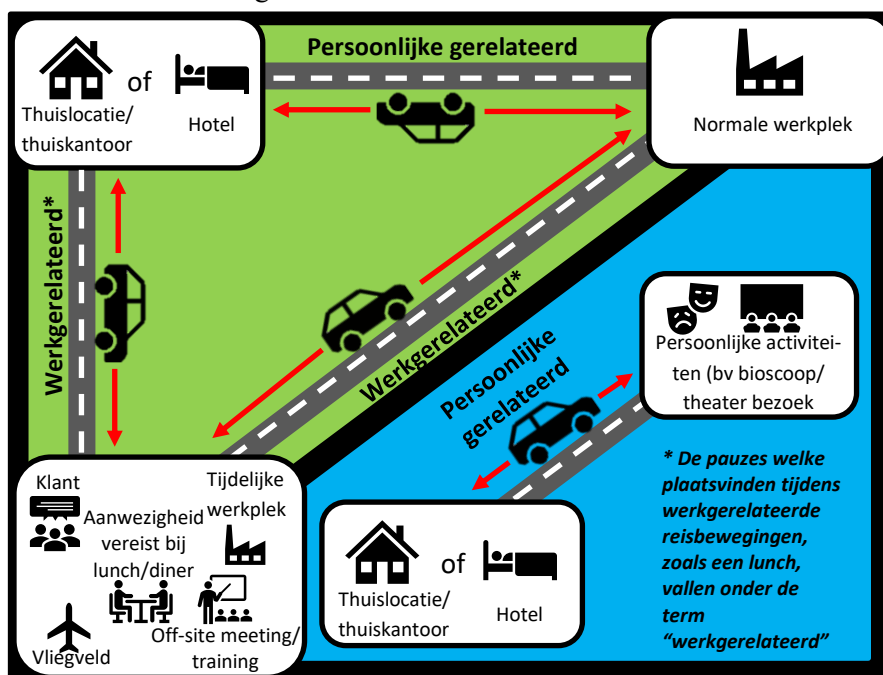 Persoonlijke gerelateerd
of
Thuislocatie/
thuiskantoor
Hotel
Normale werkplek
Werkgerelateerd*
Werkgerelateerd*
Persoonlijke
gerelateerd
Persoonlijke activitei-
ten (bv bioscoop/
theater bezoek
Klant
Tijdelijke
werkplek
Aanwezigheid
vereist bij
lunch/diner
Off-site meeting/
training
Vliegveld
of
Thuislocatie/
thuiskantoor
Hotel
* De pauzes welke
plaatsvinden tijdens
werkgerelateerde
reisbewegingen,
zoals een lunch,
vallen onder de
term
“werkgerelateerd”